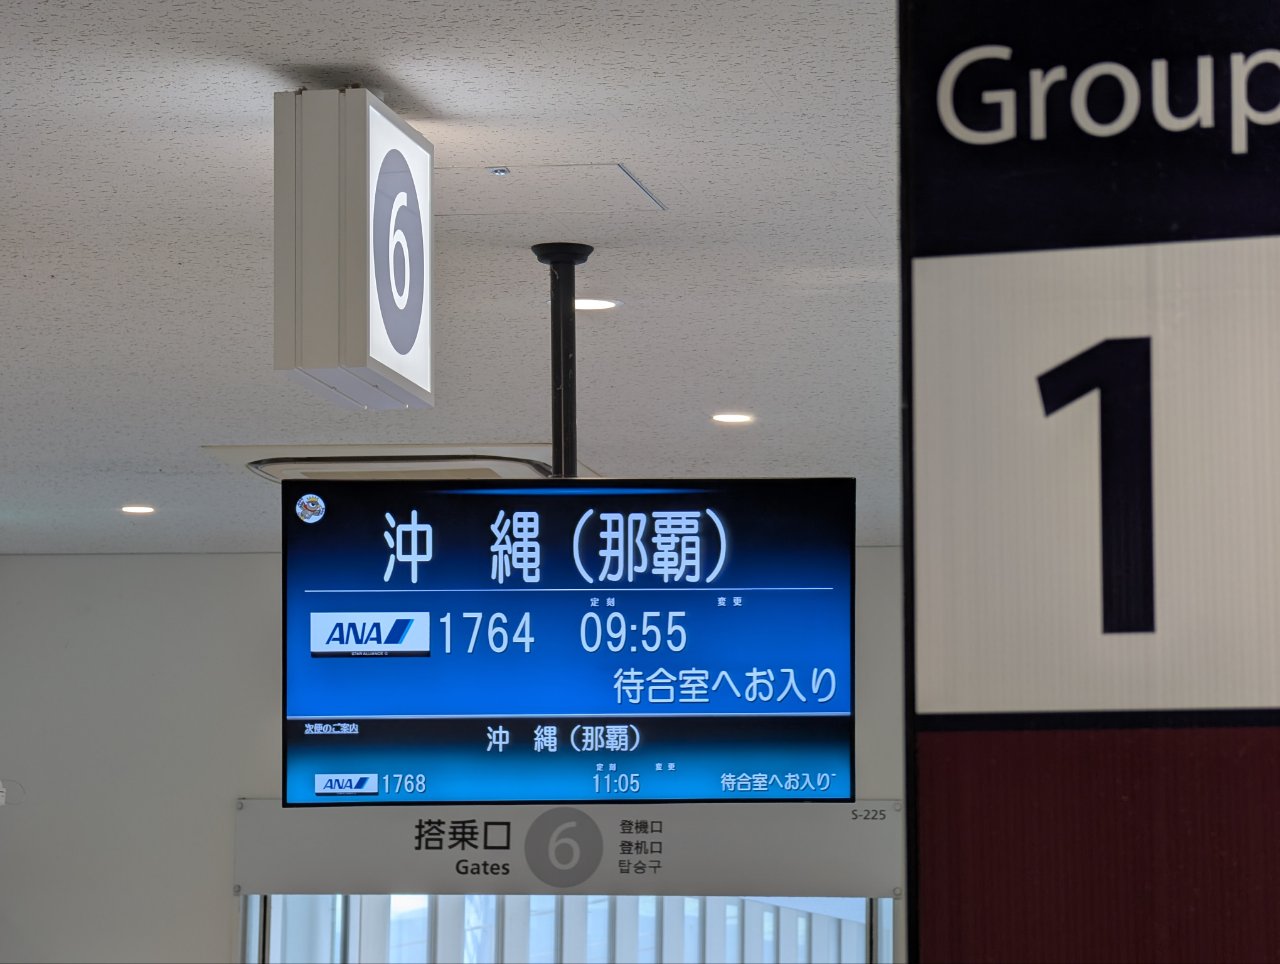 6
Group
1
沖 縄（那覇）
定刻 変更
ANA 1764 09:55
待合室へお入り
次便のご案内
沖 縄（那覇）
定刻 変更
ANA 1768 11:05 待合室へお入り
S-225
搭乗口 6 登機口
登机口
Gates 탑승구